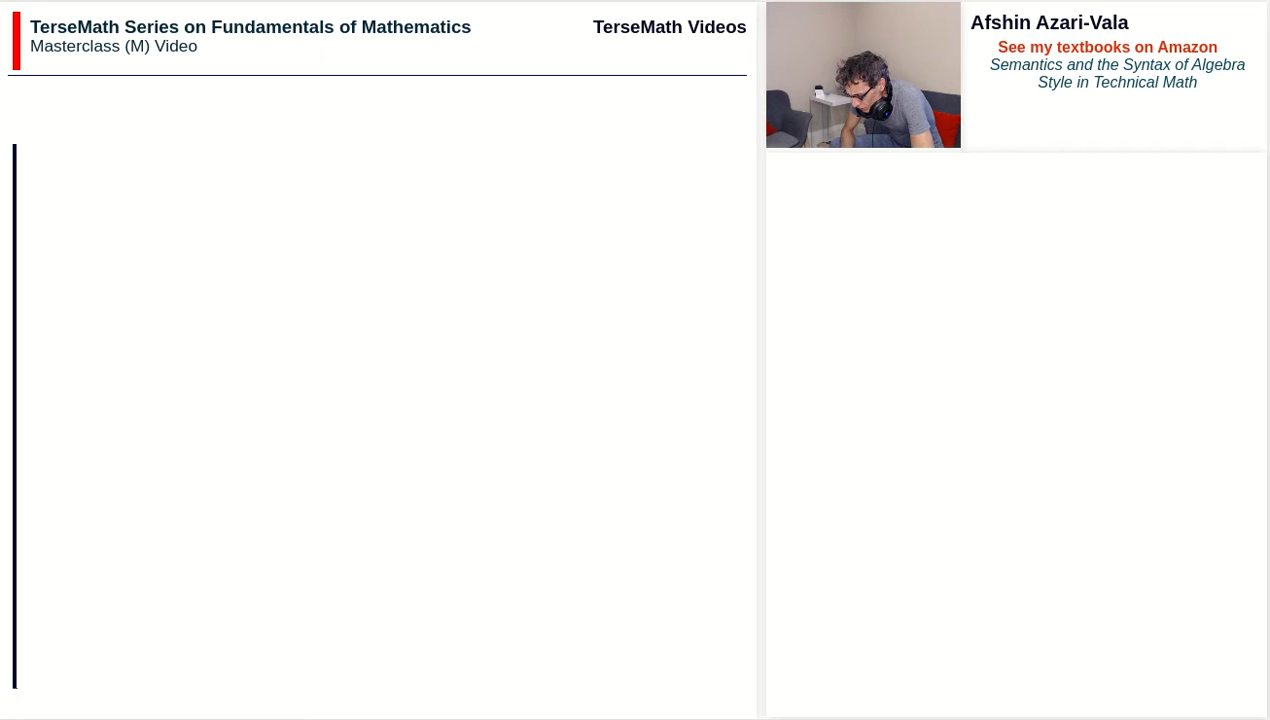 TerseMath Series on Fundamentals of Mathematics
Masterclass (M) Video
TerseMath Videos
Afshin Azari-Vala
See my textbooks on Amazon
Semantics and the Syntax of Algebra
Style in Technical Math